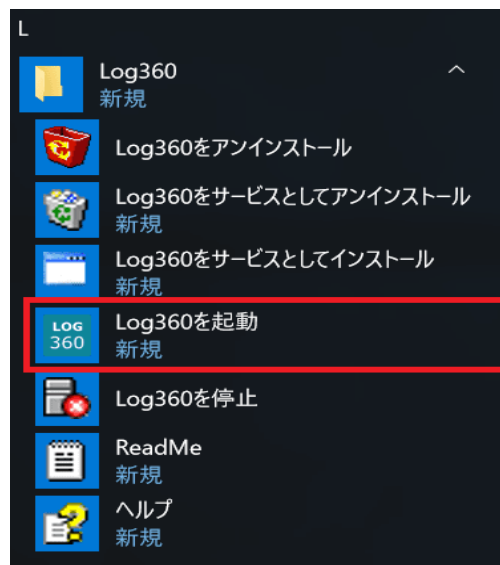 L
Log360
新規
Log360をアンインストール
Log360をサービスとしてアンインストール
新規
Log360をサービスとしてインストール
新規
LOG
360
Log360を起動
新規
Log360を停止
ReadMe
新規
ヘルプ
新規